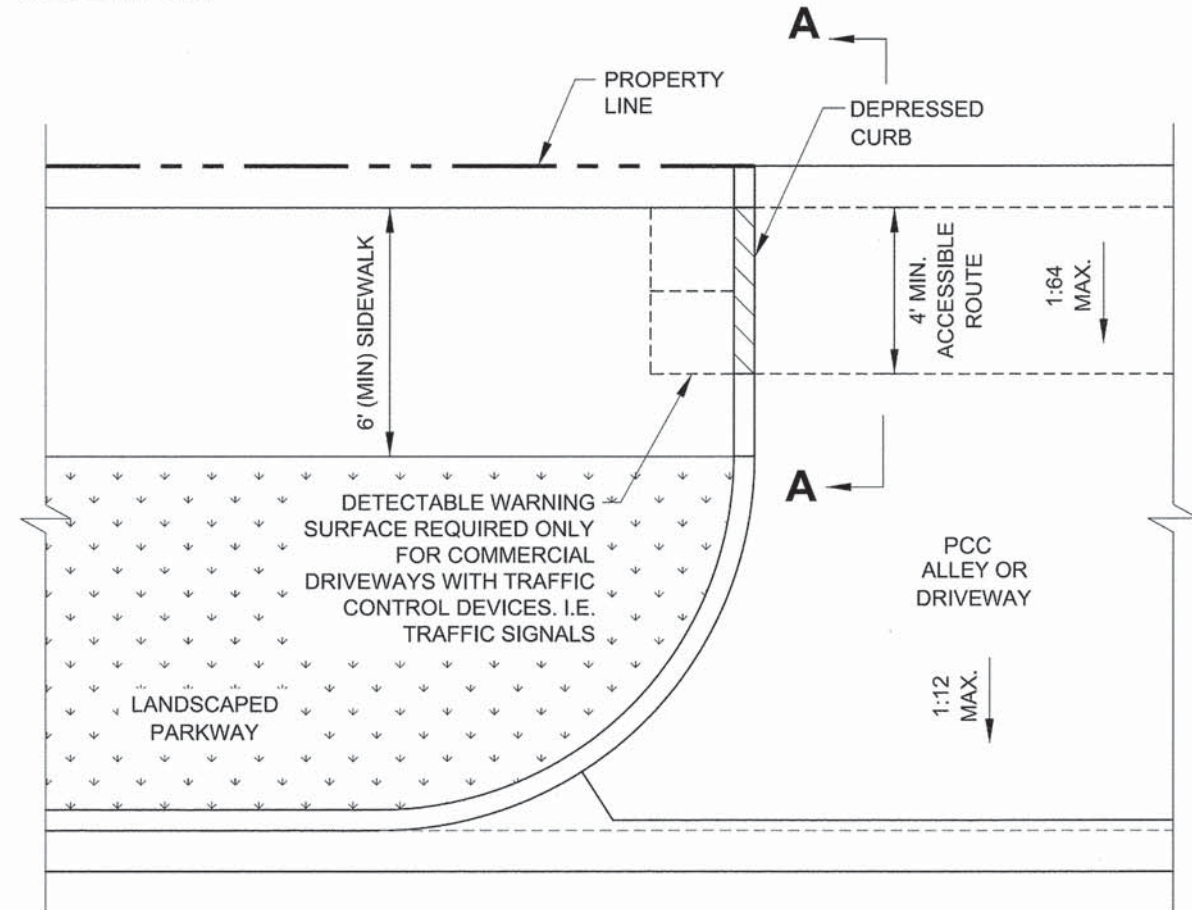 A
PROPERTY
LINE
DEPRESSED
CURB
6' (MIN) SIDEWALK
4' MIN.
ACCESSIBLE
ROUTE
1:64
MAX.
A
DETECTABLE WARNING
SURFACE REQUIRED ONLY
FOR COMMERCIAL
DRIVEWAYS WITH TRAFFIC
CONTROL DEVICES. I.E.
TRAFFIC SIGNALS
PCC
ALLEY OR
DRIVEWAY
LANDSCAPED
PARKWAY
1:12
MAX.